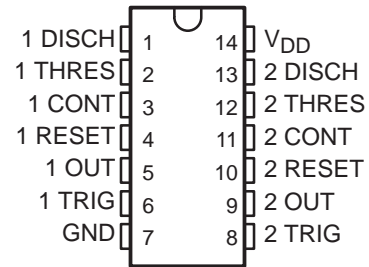 1 DISCH 1 14 VDD
1 THRES 2 13 2 DISCH
1 CONT 3 12 2 THRES
1 RESET 4 11 2 CONT
1 OUT 5 10 2 RESET
1 TRIG 6 9 2 OUT
GND 7 8 2 TRIG